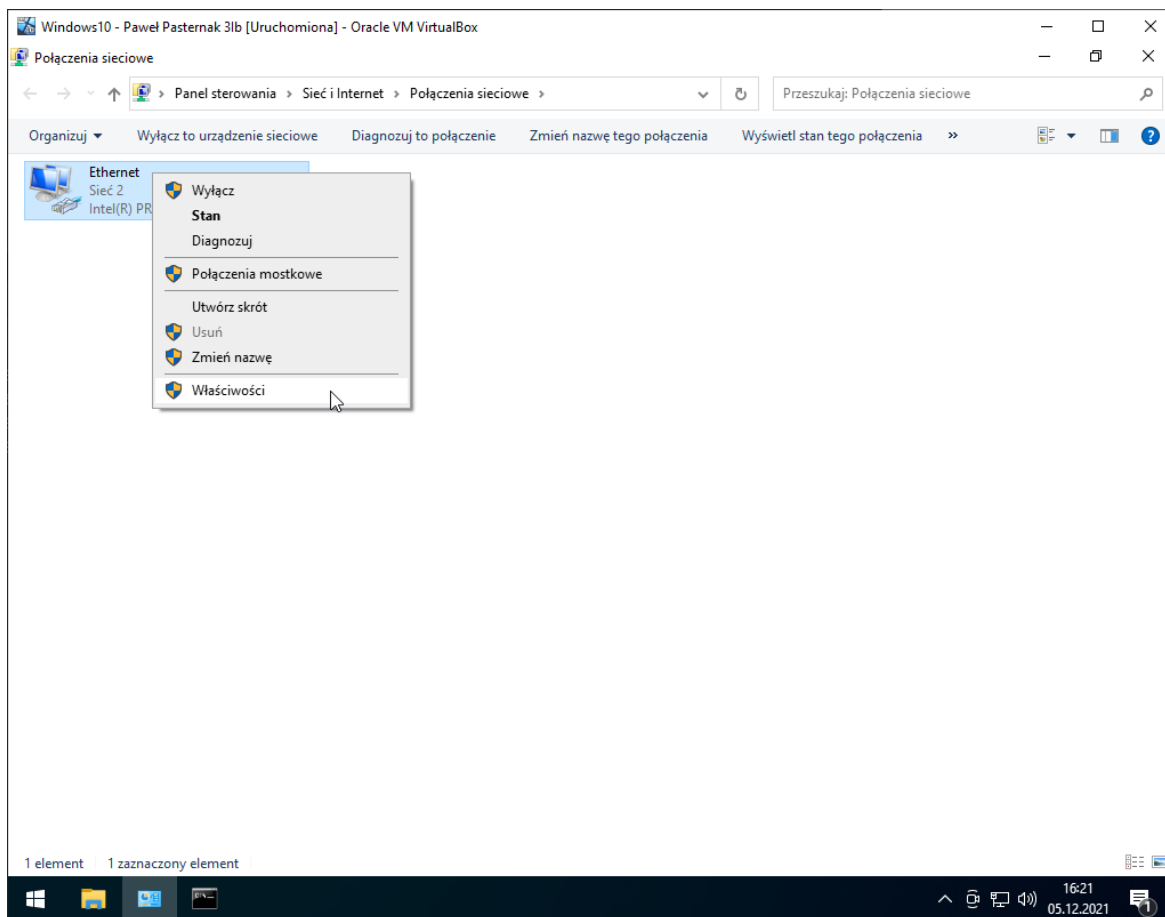 Windows10 - Paweł Pasternak 3lb [Uruchomiona] - Oracle VM VirtualBox
Połączenia sieciowe
Panel sterowania > Sieć i Internet > Połączenia sieciowe >
Przeszukaj: Połączenia sieciowe
Organizuj Wyłącz to urządzenie sieciowe Diagnozuj to połączenie Zmień nazwę tego połączenia Wyświetl stan tego połączenia »
Ethernet
Sieć 2
Intel(R) PR
Wyłącz
Stan
Diagnozuj
Połączenia mostkowe
Utwórz skrót
Usuń
Zmień nazwę
Właściwości
1 element 1 zaznaczony element
16:21
05.12.2021
1